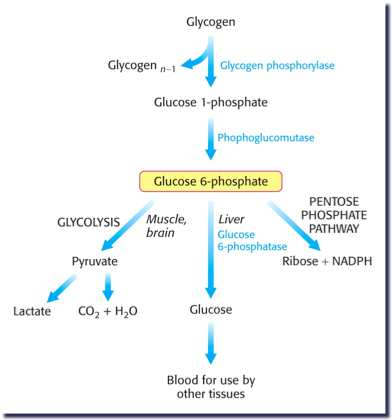 Glycogen
Glycogen n–1
Glycogen phosphorylase
Glucose 1-phosphate
Phophoglucomutase
Glucose 6-phosphate
GLYCOLYSIS
Muscle,
brain
Liver
Glucose
6-phosphatase
PENTOSE
PHOSPHATE
PATHWAY
Pyruvate
Ribose + NADPH
Lactate
CO2 + H2O
Glucose
Blood for use by
other tissues